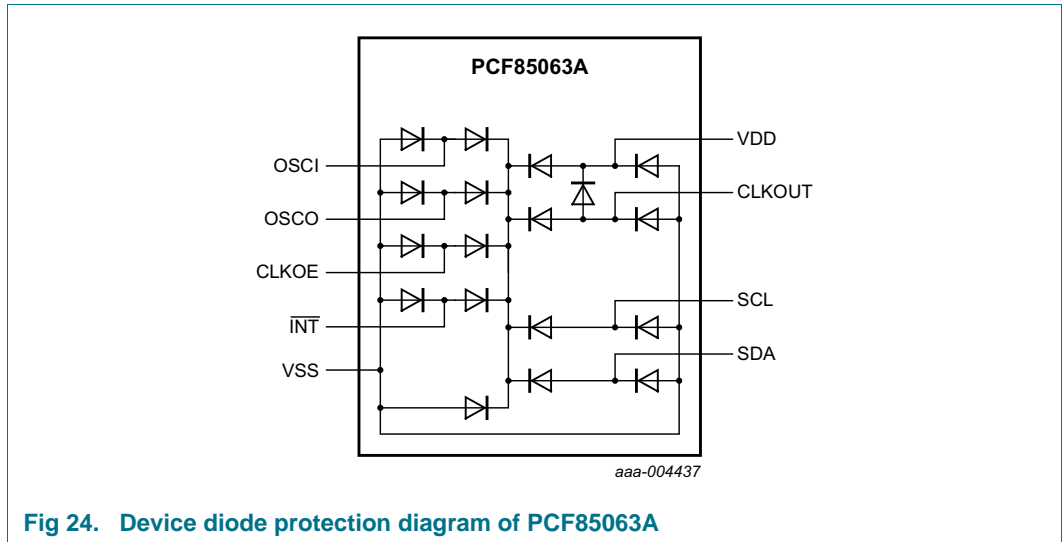 PCF85063A
OSCI
OSCO
CLKOE
INT
VSS
VDD
CLKOUT
SCL
SDA
aaa-004437
Fig 24. Device diode protection diagram of PCF85063A